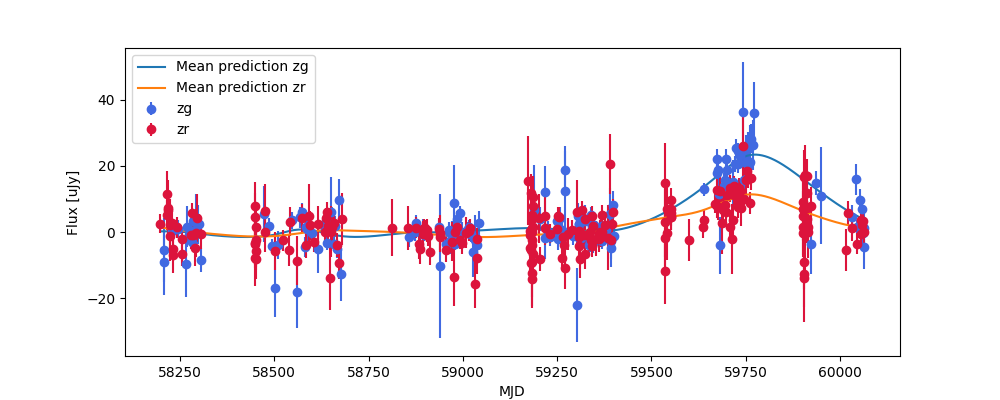 Mean prediction zg
Mean prediction zr
zg
zr
Flux [uJy]
40
20
0
−20
58250 58500 58750 59000 59250 59500 59750 60000
MJD